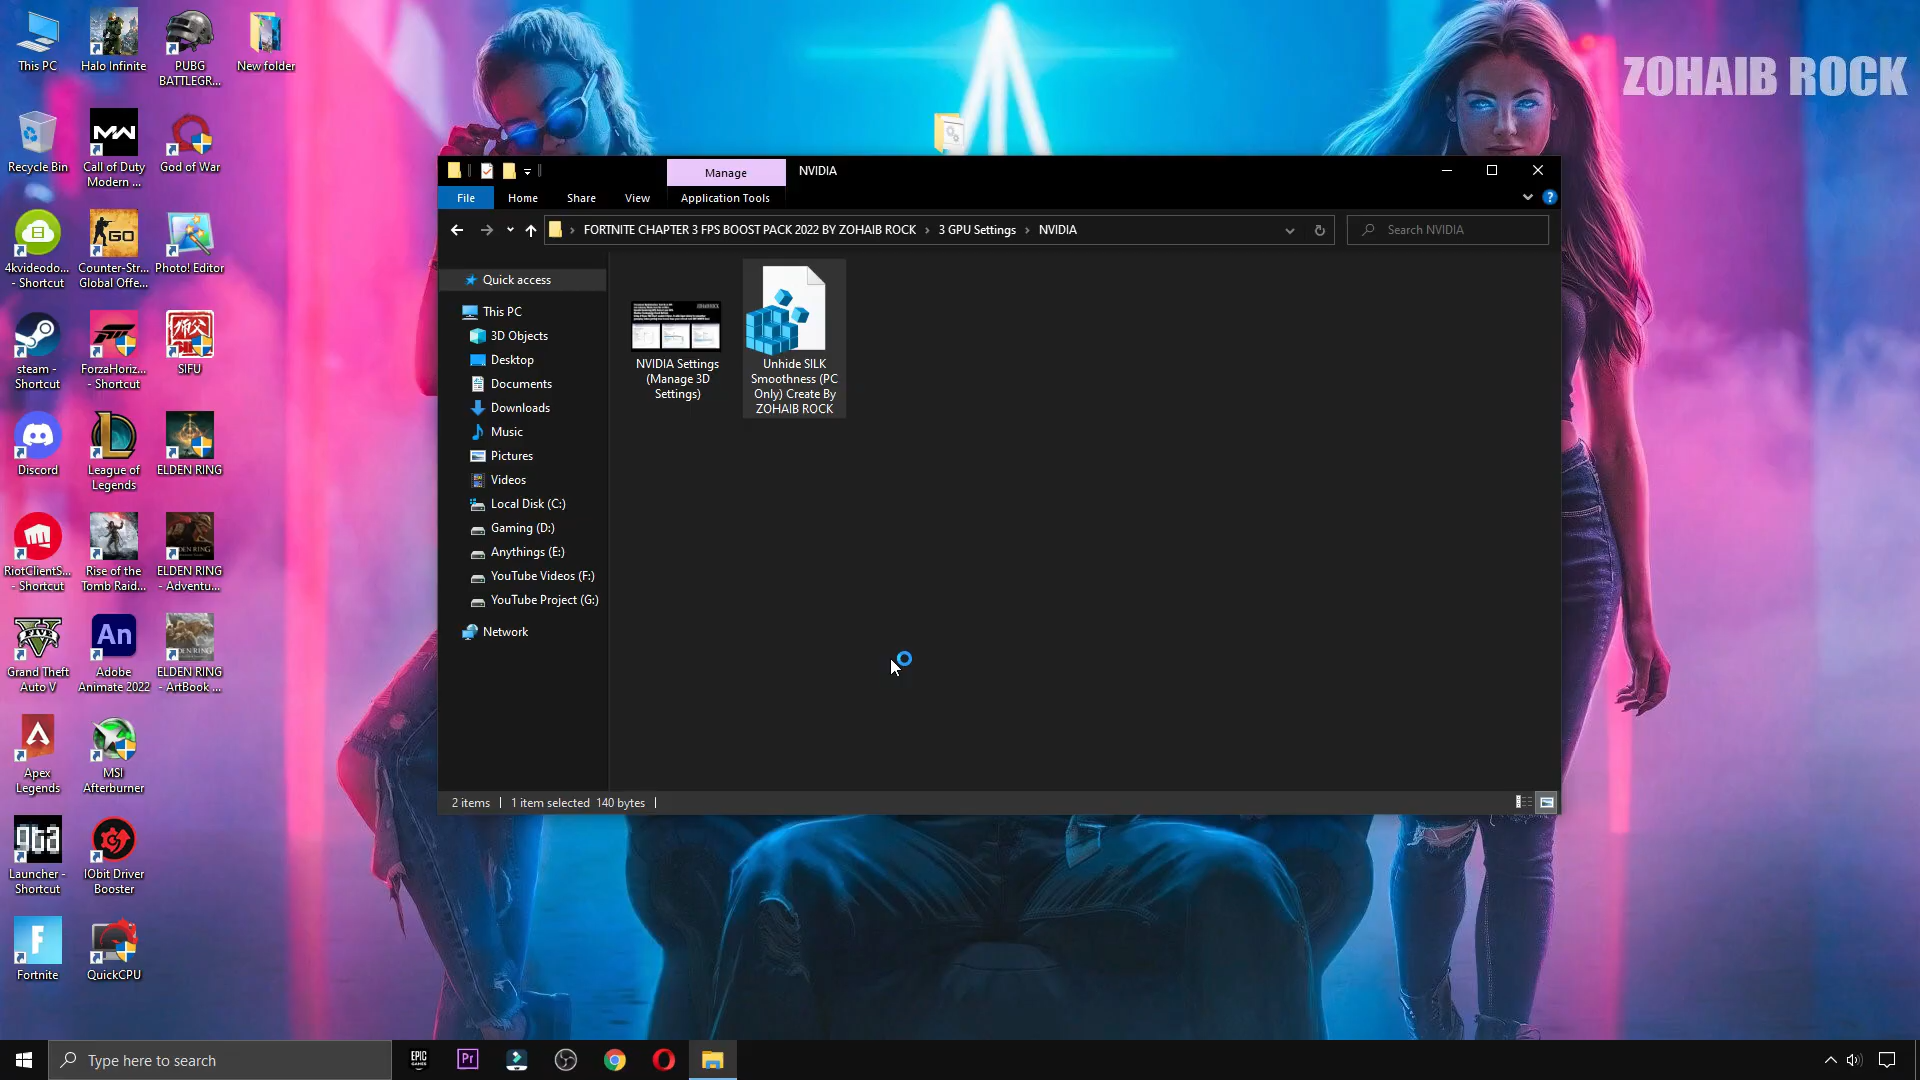 This PC
Halo Infinite
PUBG
BATTLEGR...
New folder
ZOHAIB ROCK
Recycle Bin
Call of Duty
Modern ...
God of War
4kvideodo...
- Shortcut
Counter-Str...
Global Offe...
Photo! Editor
steam -
Shortcut
ForzaHoriz...
- Shortcut
SIFU
Discord
League of
Legends
ELDEN RING
RiotClientS...
- Shortcut
Rise of the
Tomb Raid...
ELDEN RING
- Adventu...
Grand Theft
Auto V
Adobe
Animate 2022
ELDEN RING
- ArtBook ...
Apex
Legends
MSI
Afterburner
Launcher -
Shortcut
IObit Driver
Booster
Fortnite
QuickCPU
Manage
NVIDIA
File
Home
Share
View
Application Tools
FORTNITE CHAPTER 3 FPS BOOST PACK 2022 BY ZOHAIB ROCK
3 GPU Settings
NVIDIA
Search NVIDIA
Quick access
This PC
3D Objects
Desktop
Documents
Downloads
Music
Pictures
Videos
Local Disk (C:)
Gaming (D:)
Anythings (E:)
YouTube Videos (F:)
YouTube Project (G:)
Network
NVIDIA Settings
(Manage 3D
Settings)
Unhide SILK
Smoothness (PC
Only) Create By
ZOHAIB ROCK
2 items
1 item selected 140 bytes
Type here to search
EPIC
GAMES
Pr